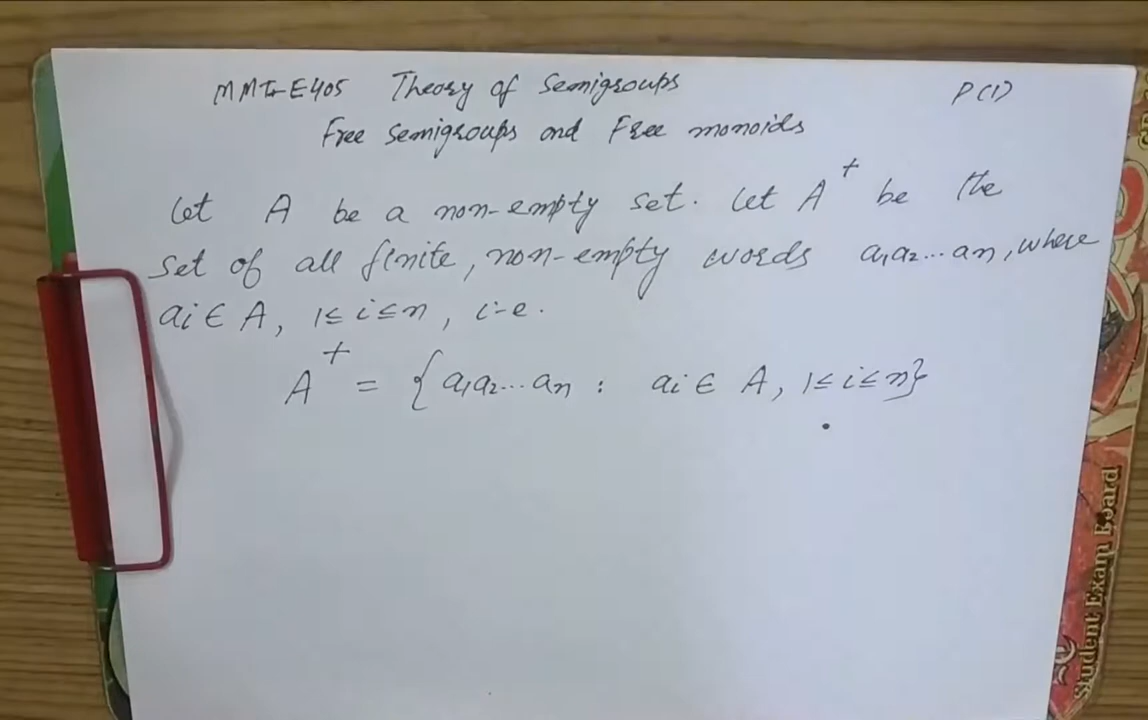 MMT-E405 Theory of Semigroups P(1)
Free Semigroups and Free monoids
Let A be a non-empty set. Let A⁺ be the
set of all finite, non-empty words a₁a₂...an, where
ai ∈ A, 1≤i≤n, i-e.
A⁺ = {a₁a₂...an : ai ∈ A, 1≤i≤n}
Student Exam Board